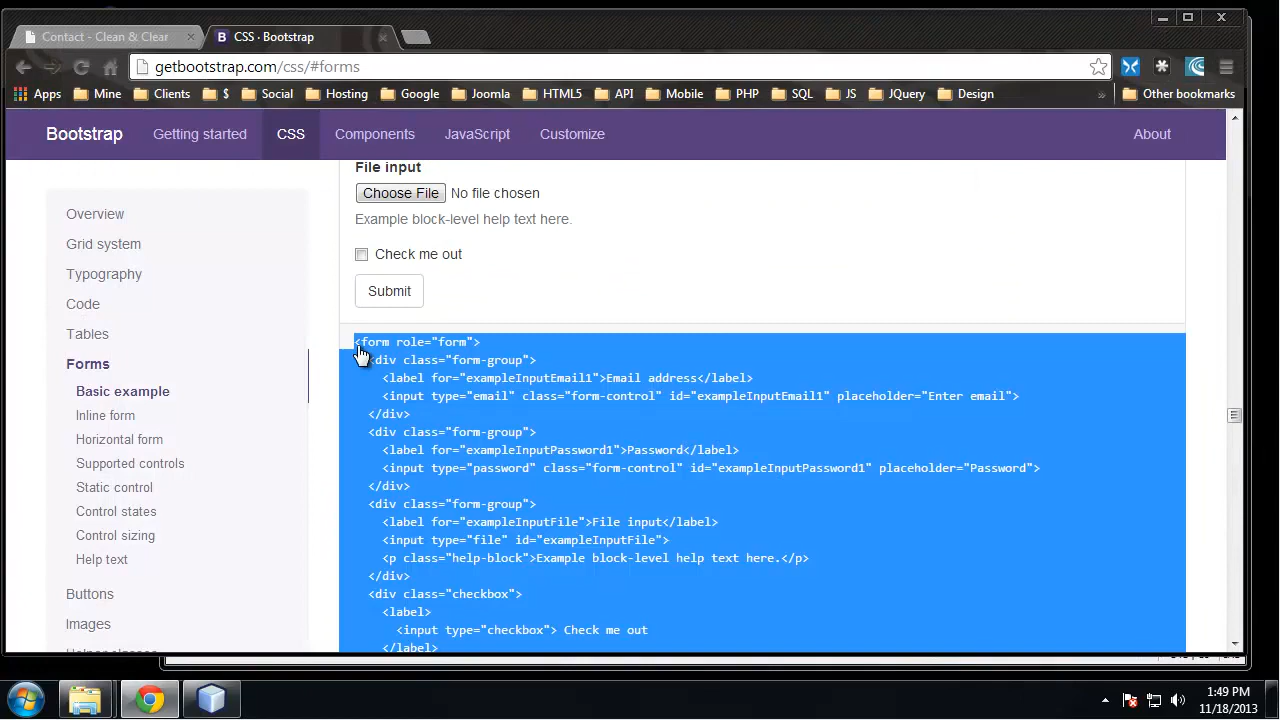 Contact - Clean & Clear
CSS · Bootstrap
getbootstrap.com/css/#forms
Apps Mine Clients $ Social Hosting Google Joomla HTML5 API Mobile PHP SQL JS JQuery Design » Other bookmarks
Bootstrap Getting started CSS Components JavaScript Customize About
Overview
Grid system
Typography
Code
Tables
Forms
Basic example
Inline form
Horizontal form
Supported controls
Static control
Control states
Control sizing
Help text
Buttons
Images
File input
Choose File No file chosen
Example block-level help text here.
Check me out
Submit
<form role="form">
<div class="form-group">
<label for="exampleInputEmail1">Email address</label>
<input type="email" class="form-control" id="exampleInputEmail1" placeholder="Enter email">
</div>
<div class="form-group">
<label for="exampleInputPassword1">Password</label>
<input type="password" class="form-control" id="exampleInputPassword1" placeholder="Password">
</div>
<div class="form-group">
<label for="exampleInputFile">File input</label>
<input type="file" id="exampleInputFile">
<p class="help-block">Example block-level help text here.</p>
</div>
<div class="checkbox">
<label>
<input type="checkbox"> Check me out
</label>
1:49 PM
11/18/2013